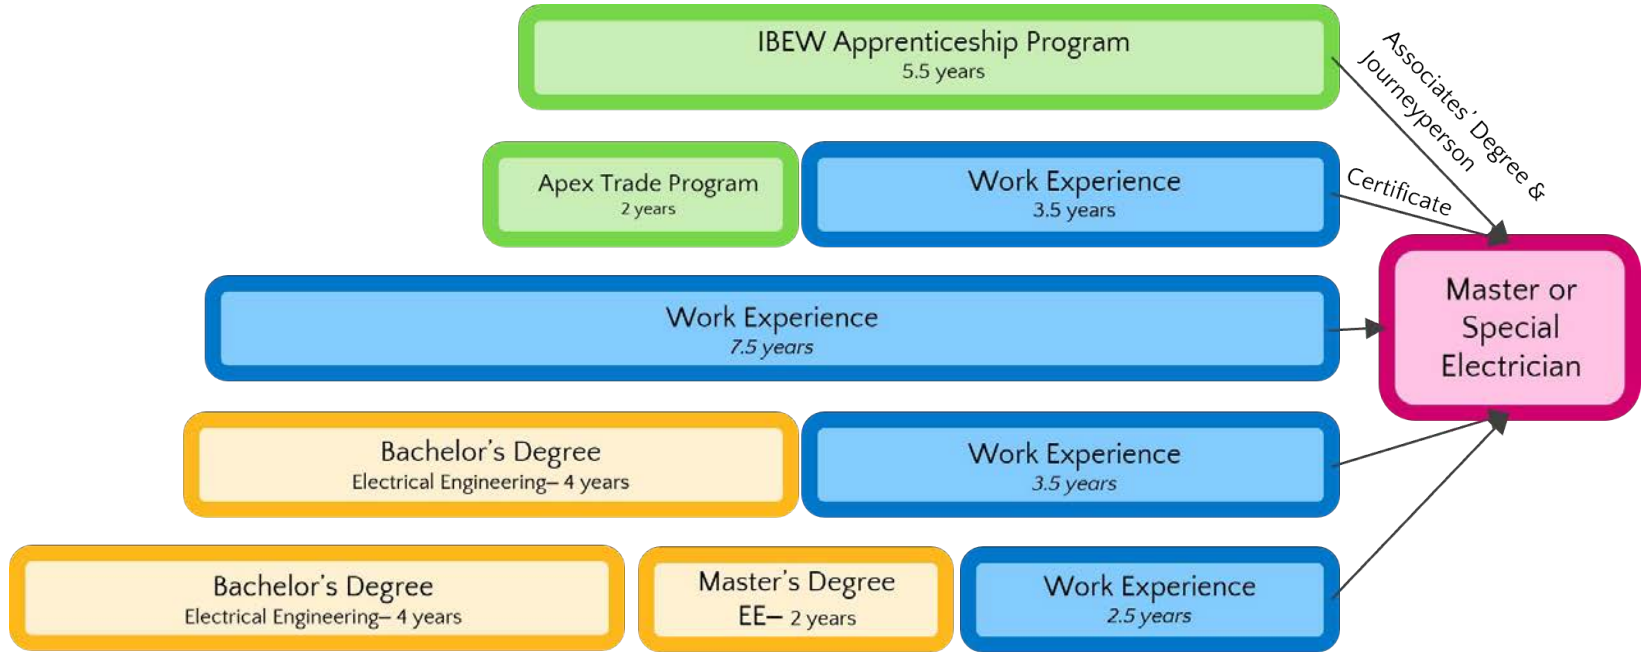 IBEW Apprenticeship Program
5.5 years
Associates' Degree &
Journeyperson
Apex Trade Program
2 years
Work Experience
3.5 years
Certificate
Work Experience
7.5 years
Master or
Special
Electrician
Bachelor's Degree
Electrical Engineering– 4 years
Work Experience
3.5 years
Bachelor's Degree
Electrical Engineering– 4 years
Master's Degree
EE– 2 years
Work Experience
2.5 years